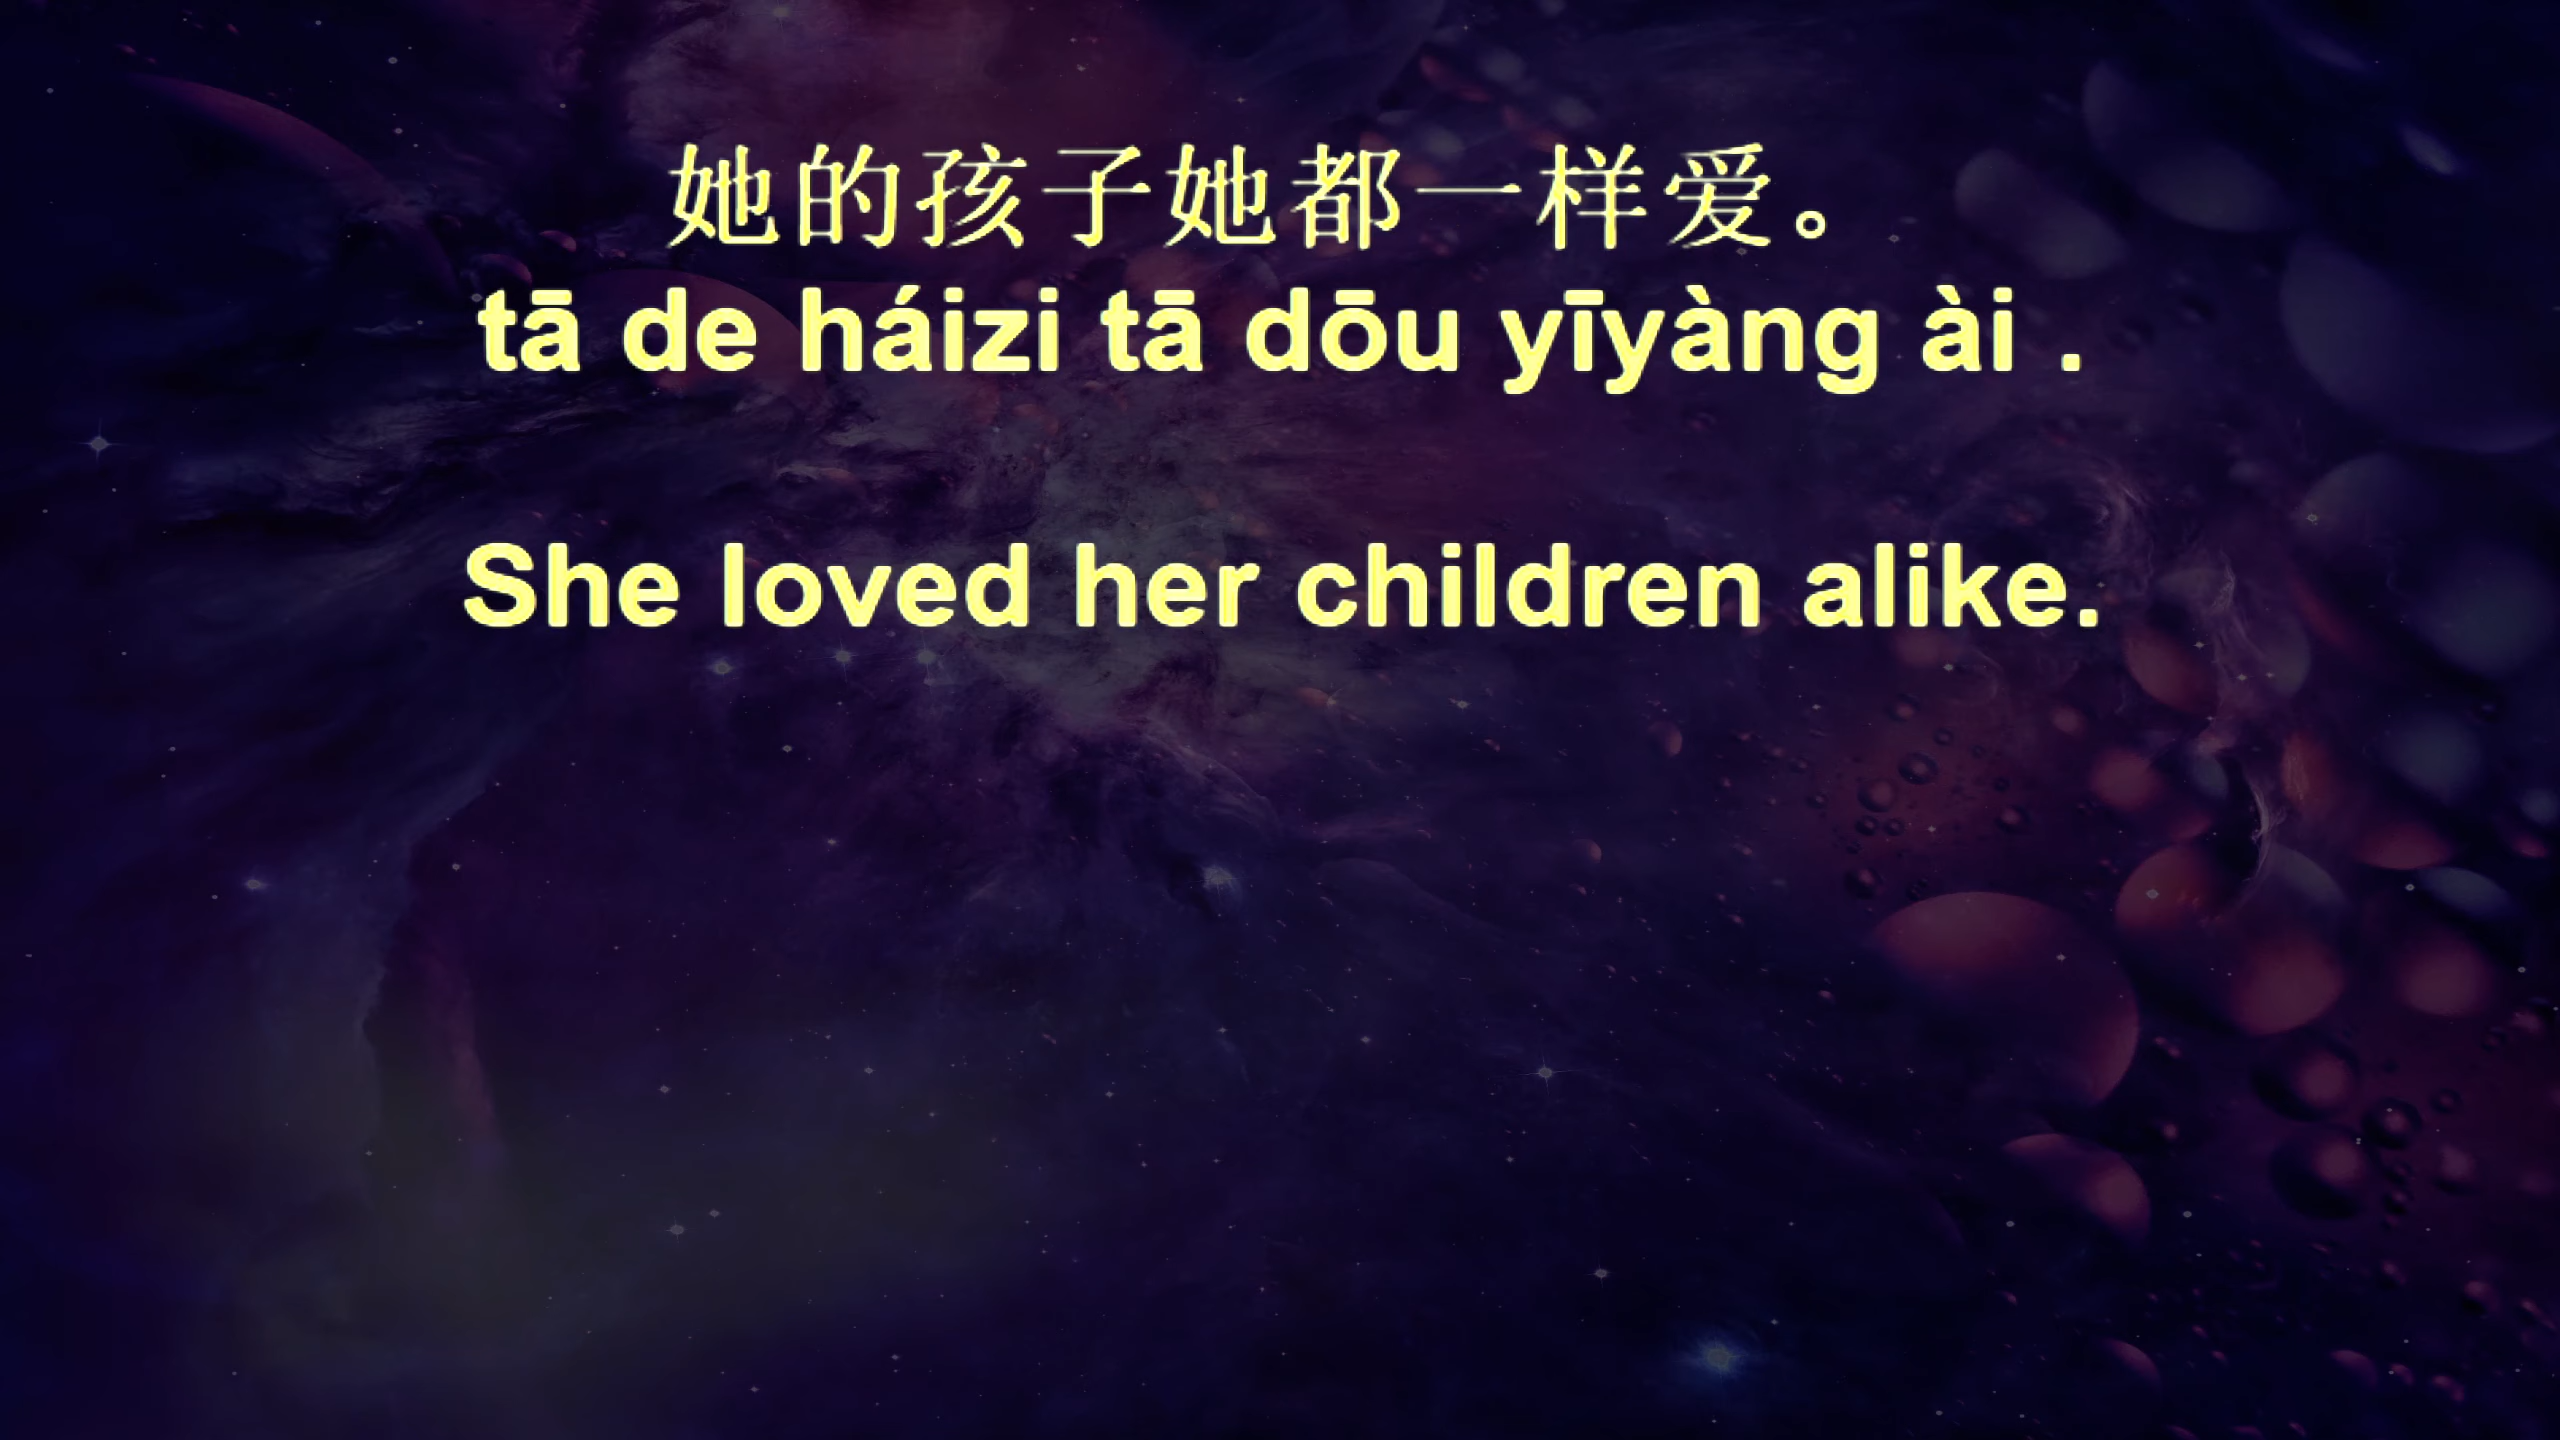 她的孩子她都一样爱。
tā de háizi tā dōu yīyàng ài .
She loved her children alike.